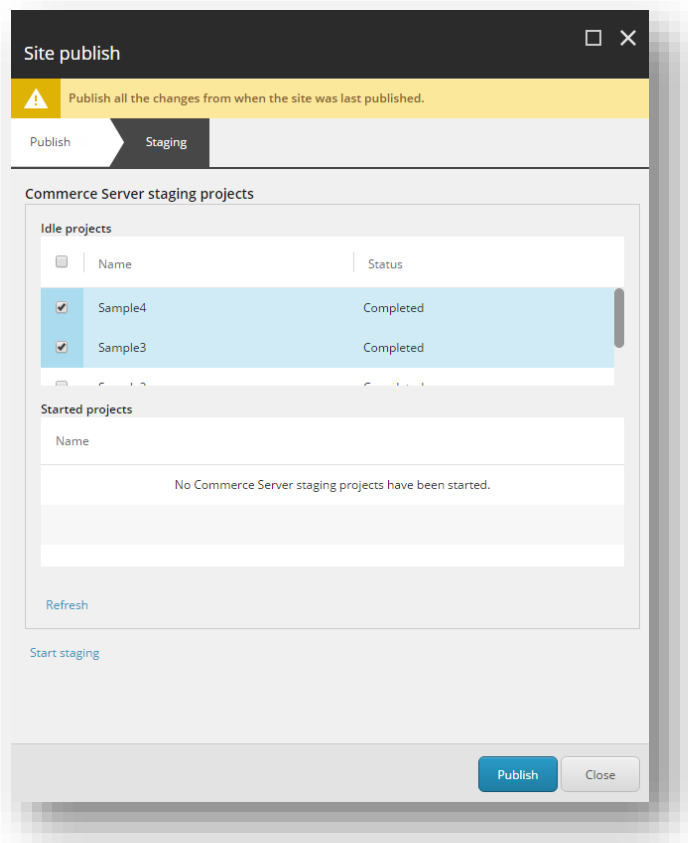 Site publish
Publish all the changes from when the site was last published.
Publish
Staging
Commerce Server staging projects
Idle projects
Name Status
Sample4 Completed
Sample3 Completed
Started projects
Name
No Commerce Server staging projects have been started.
Refresh
Start staging
Publish Close